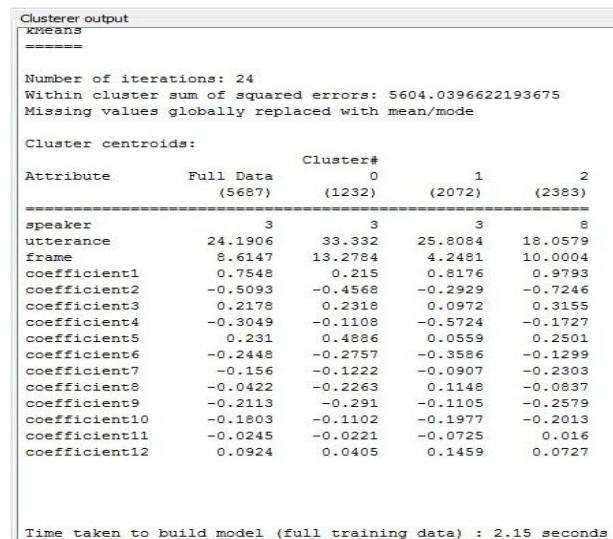 Clusterer output
kMeans
======
Number of iterations: 24
Within cluster sum of squared errors: 5604.0396622193675
Missing values globally replaced with mean/mode
Cluster centroids:
Cluster#
Attribute Full Data 0 1 2
(5687) (1232) (2072) (2383)
==============================================================
speaker 3 3 3 8
utterance 24.1906 33.332 25.8084 18.0579
frame 8.6147 13.2784 4.2481 10.0004
coefficient1 0.7548 0.215 0.8176 0.9793
coefficient2 -0.5093 -0.4568 -0.2929 -0.7246
coefficient3 0.2178 0.2318 0.0972 0.3155
coefficient4 -0.3049 -0.1108 -0.5724 -0.1727
coefficient5 0.231 0.4886 0.0559 0.2501
coefficient6 -0.2448 -0.2757 -0.3586 -0.1299
coefficient7 -0.156 -0.1222 -0.0907 -0.2303
coefficient8 -0.0422 -0.2263 0.1148 -0.0837
coefficient9 -0.2113 -0.291 -0.1105 -0.2579
coefficient10 -0.1803 -0.1102 -0.1977 -0.2013
coefficient11 -0.0245 -0.0221 -0.0725 0.016
coefficient12 0.0924 0.0405 0.1459 0.0727
Time taken to build model (full training data) : 2.15 seconds